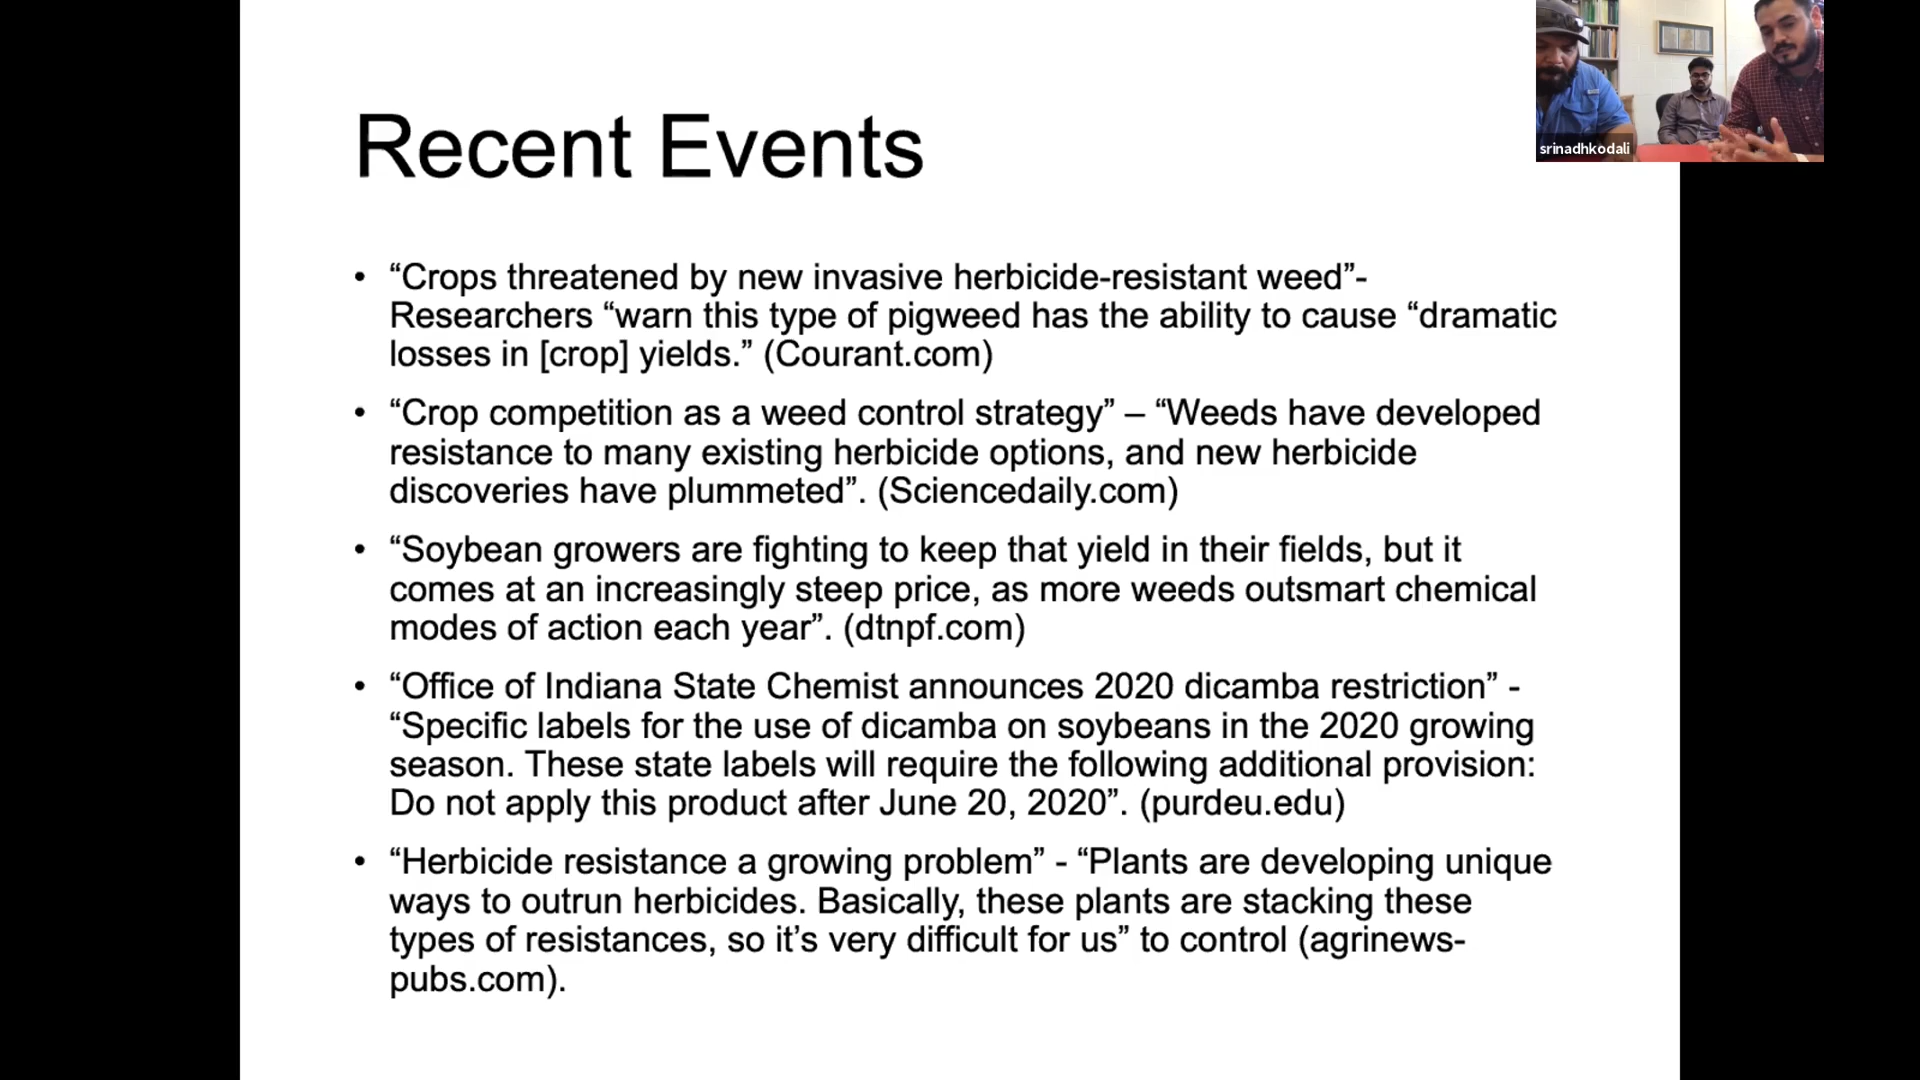 srinadhkodali
Recent Events
• “Crops threatened by new invasive herbicide-resistant weed”-
Researchers “warn this type of pigweed has the ability to cause “dramatic
losses in [crop] yields.” (Courant.com)
• “Crop competition as a weed control strategy” – “Weeds have developed
resistance to many existing herbicide options, and new herbicide
discoveries have plummeted”. (Sciencedaily.com)
• “Soybean growers are fighting to keep that yield in their fields, but it
comes at an increasingly steep price, as more weeds outsmart chemical
modes of action each year”. (dtnpf.com)
• “Office of Indiana State Chemist announces 2020 dicamba restriction” -
“Specific labels for the use of dicamba on soybeans in the 2020 growing
season. These state labels will require the following additional provision:
Do not apply this product after June 20, 2020”. (purdeu.edu)
• “Herbicide resistance a growing problem” - “Plants are developing unique
ways to outrun herbicides. Basically, these plants are stacking these
types of resistances, so it’s very difficult for us” to control (agrinews-
pubs.com).